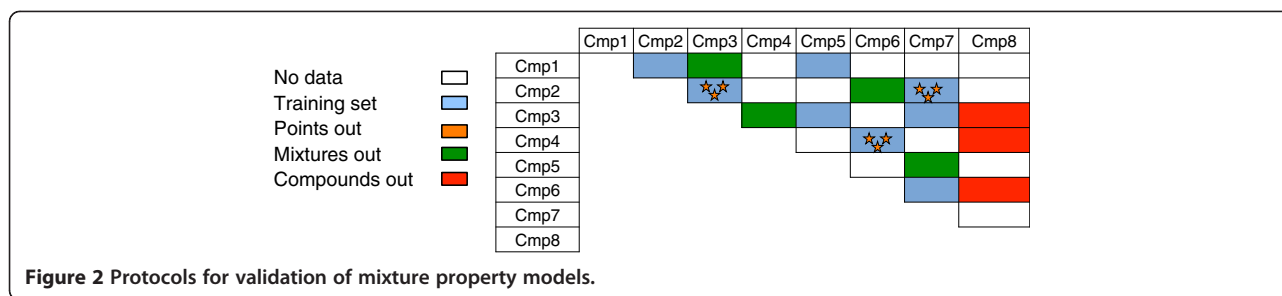 Cmp1 Cmp2 Cmp3 Cmp4 Cmp5 Cmp6 Cmp7 Cmp8
No data
Training set
Points out
Mixtures out
Compounds out
Cmp1
Cmp2
Cmp3
Cmp4
Cmp5
Cmp6
Cmp7
Cmp8
Figure 2 Protocols for validation of mixture property models.